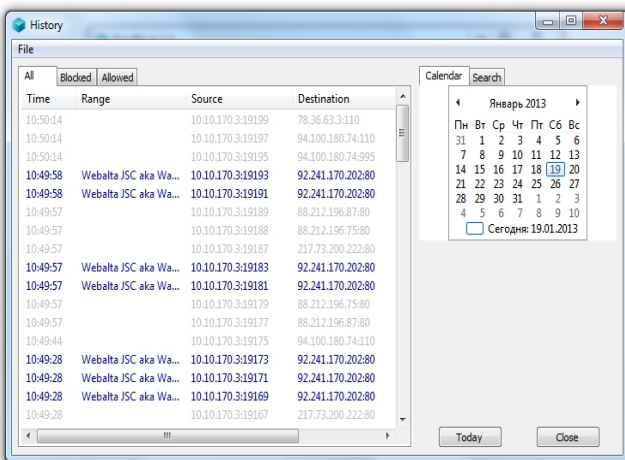 History
File
All Blocked Allowed
Time Range Source Destination
10:50:14 10.10.170.3:19199 78.36.63.3:110
10:50:14 10.10.170.3:19197 94.100.180.74:110
10:50:14 10.10.170.3:19195 94.100.180.74:995
10:49:58 Webalta JSC aka Wa... 10.10.170.3:19193 92.241.170.202:80
10:49:58 Webalta JSC aka Wa... 10.10.170.3:19191 92.241.170.202:80
10:49:57 10.10.170.3:19189 88.212.196.87:80
10:49:57 10.10.170.3:19188 88.212.196.75:80
10:49:57 10.10.170.3:19187 217.73.200.222:80
10:49:57 Webalta JSC aka Wa... 10.10.170.3:19183 92.241.170.202:80
10:49:57 Webalta JSC aka Wa... 10.10.170.3:19181 92.241.170.202:80
10:49:57 10.10.170.3:19179 88.212.196.75:80
10:49:57 10.10.170.3:19177 88.212.196.87:80
10:49:44 10.10.170.3:19175 94.100.180.74:110
10:49:28 Webalta JSC aka Wa... 10.10.170.3:19173 92.241.170.202:80
10:49:28 Webalta JSC aka Wa... 10.10.170.3:19171 92.241.170.202:80
10:49:28 Webalta JSC aka Wa... 10.10.170.3:19169 92.241.170.202:80
10:49:28 10.10.170.3:19167 217.73.200.222:80
Calendar Search
Январь 2013
Пн Вт Ср Чт Пт Сб Вс
31 1 2 3 4 5 6
7 8 9 10 11 12 13
14 15 16 17 18 19 20
21 22 23 24 25 26 27
28 29 30 31 1 2 3
4 5 6 7 8 9 10
Сегодня: 19.01.2013
Today Close